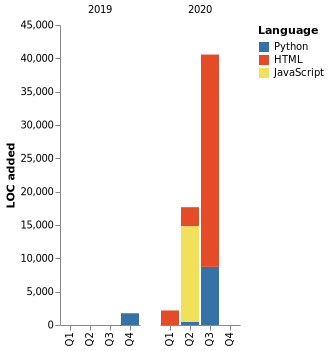 2019 2020
Language
Python
HTML
JavaScript
45,000
40,000
35,000
30,000
25,000
20,000
15,000
10,000
5,000
0
LOC added
Q1 Q2 Q3 Q4 Q1 Q2 Q3 Q4